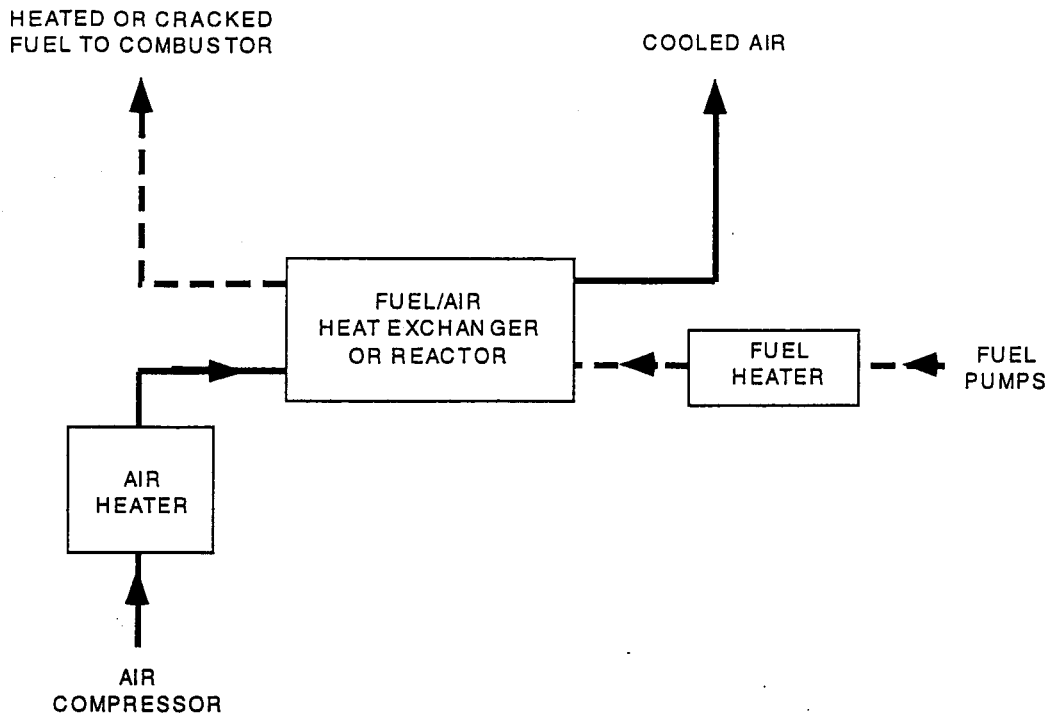 HEATED OR CRACKED
FUEL TO COMBUSTOR
COOLED AIR
FUEL/AIR
HEAT EXCHANGER
OR REACTOR
FUEL
HEATER
FUEL
PUMPS
AIR
HEATER
AIR
COMPRESSOR